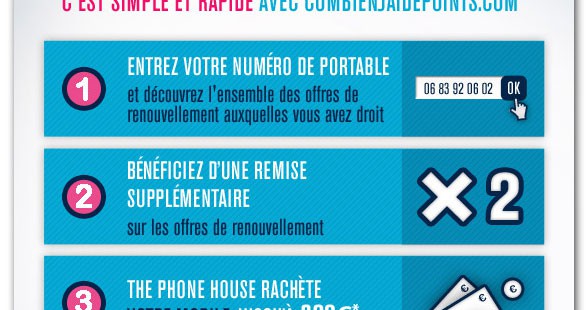 C'EST SIMPLE ET RAPIDE AVEC COMBIENJAIDEPOINTS.COM
1
ENTREZ VOTRE NUMÉRO DE PORTABLE
et découvrez l'ensemble des offres de
renouvellement auxquelles vous avez droit
06 83 92 06 02 OK
2
BÉNÉFICIEZ D'UNE REMISE
SUPPLÉMENTAIRE
sur les offres de renouvellement
×2
3
THE PHONE HOUSE RACHÈTE
VOTRE MOBILE
€ €